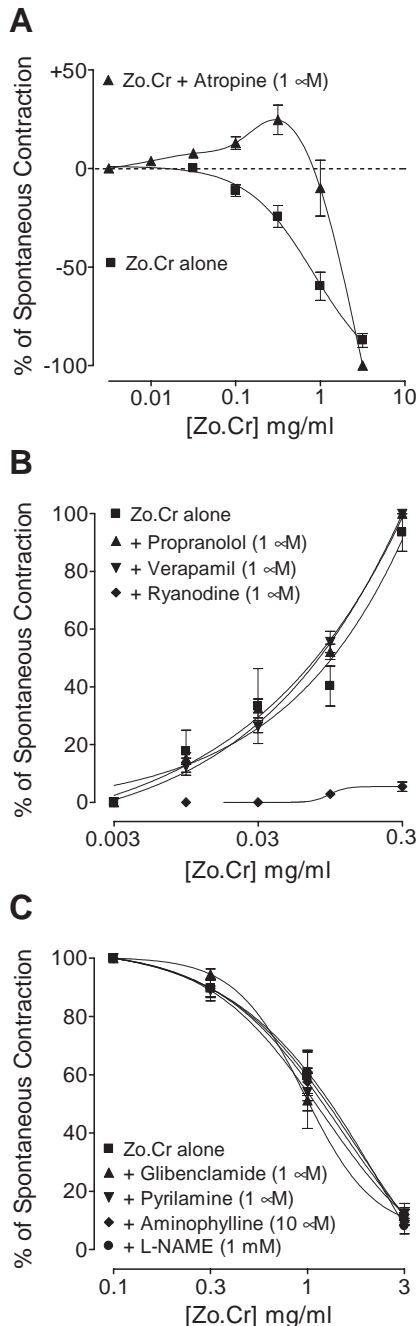 A
+50
Zo.Cr + Atropine (1 ∝M)
0
-50
Zo.Cr alone
-100
% of Spontaneous Contraction
0.01 0.1 1 10
[Zo.Cr] mg/ml
B
100
80
60
40
20
0
% of Spontaneous Contraction
Zo.Cr alone
+ Propranolol (1 ∝M)
+ Verapamil (1 ∝M)
+ Ryanodine (1 ∝M)
0.003 0.03 0.3
[Zo.Cr] mg/ml
C
100
80
60
40
20
0
% of Spontaneous Contraction
Zo.Cr alone
+ Glibenclamide (1 ∝M)
+ Pyrilamine (1 ∝M)
+ Aminophylline (10 ∝M)
+ L-NAME (1 mM)
0.1 0.3 1 3
[Zo.Cr] mg/ml